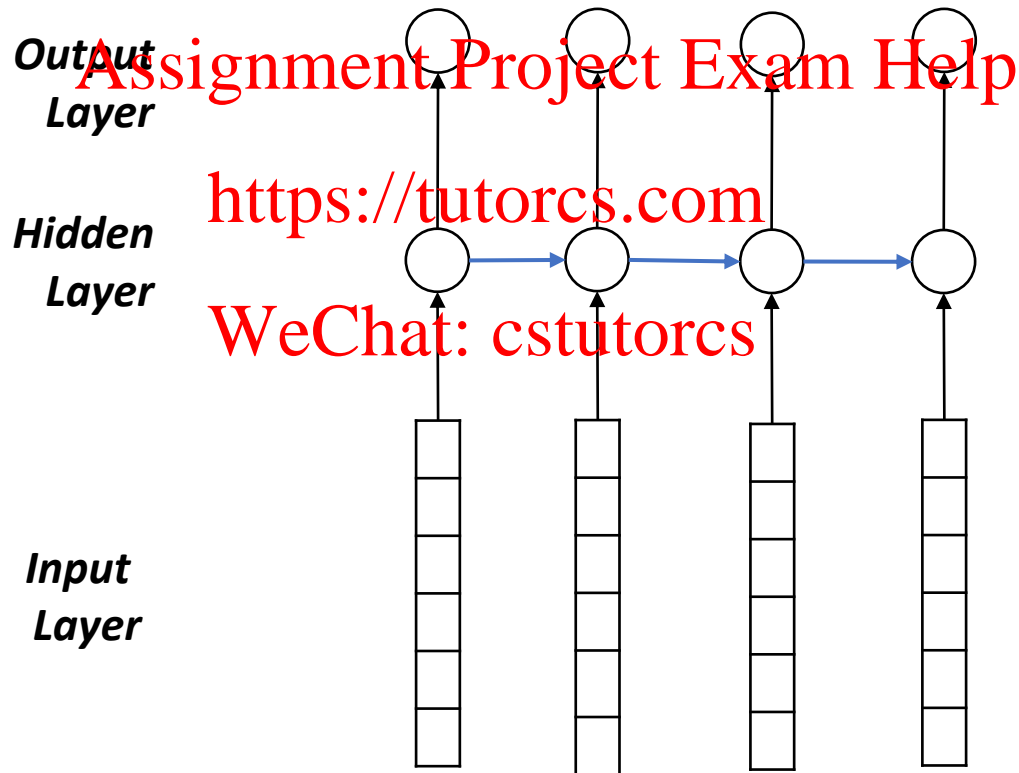 Output
Layer
Assignment Project Exam Help
https://tutorcs.com
Hidden
Layer
WeChat: cstutorcs
Input
Layer